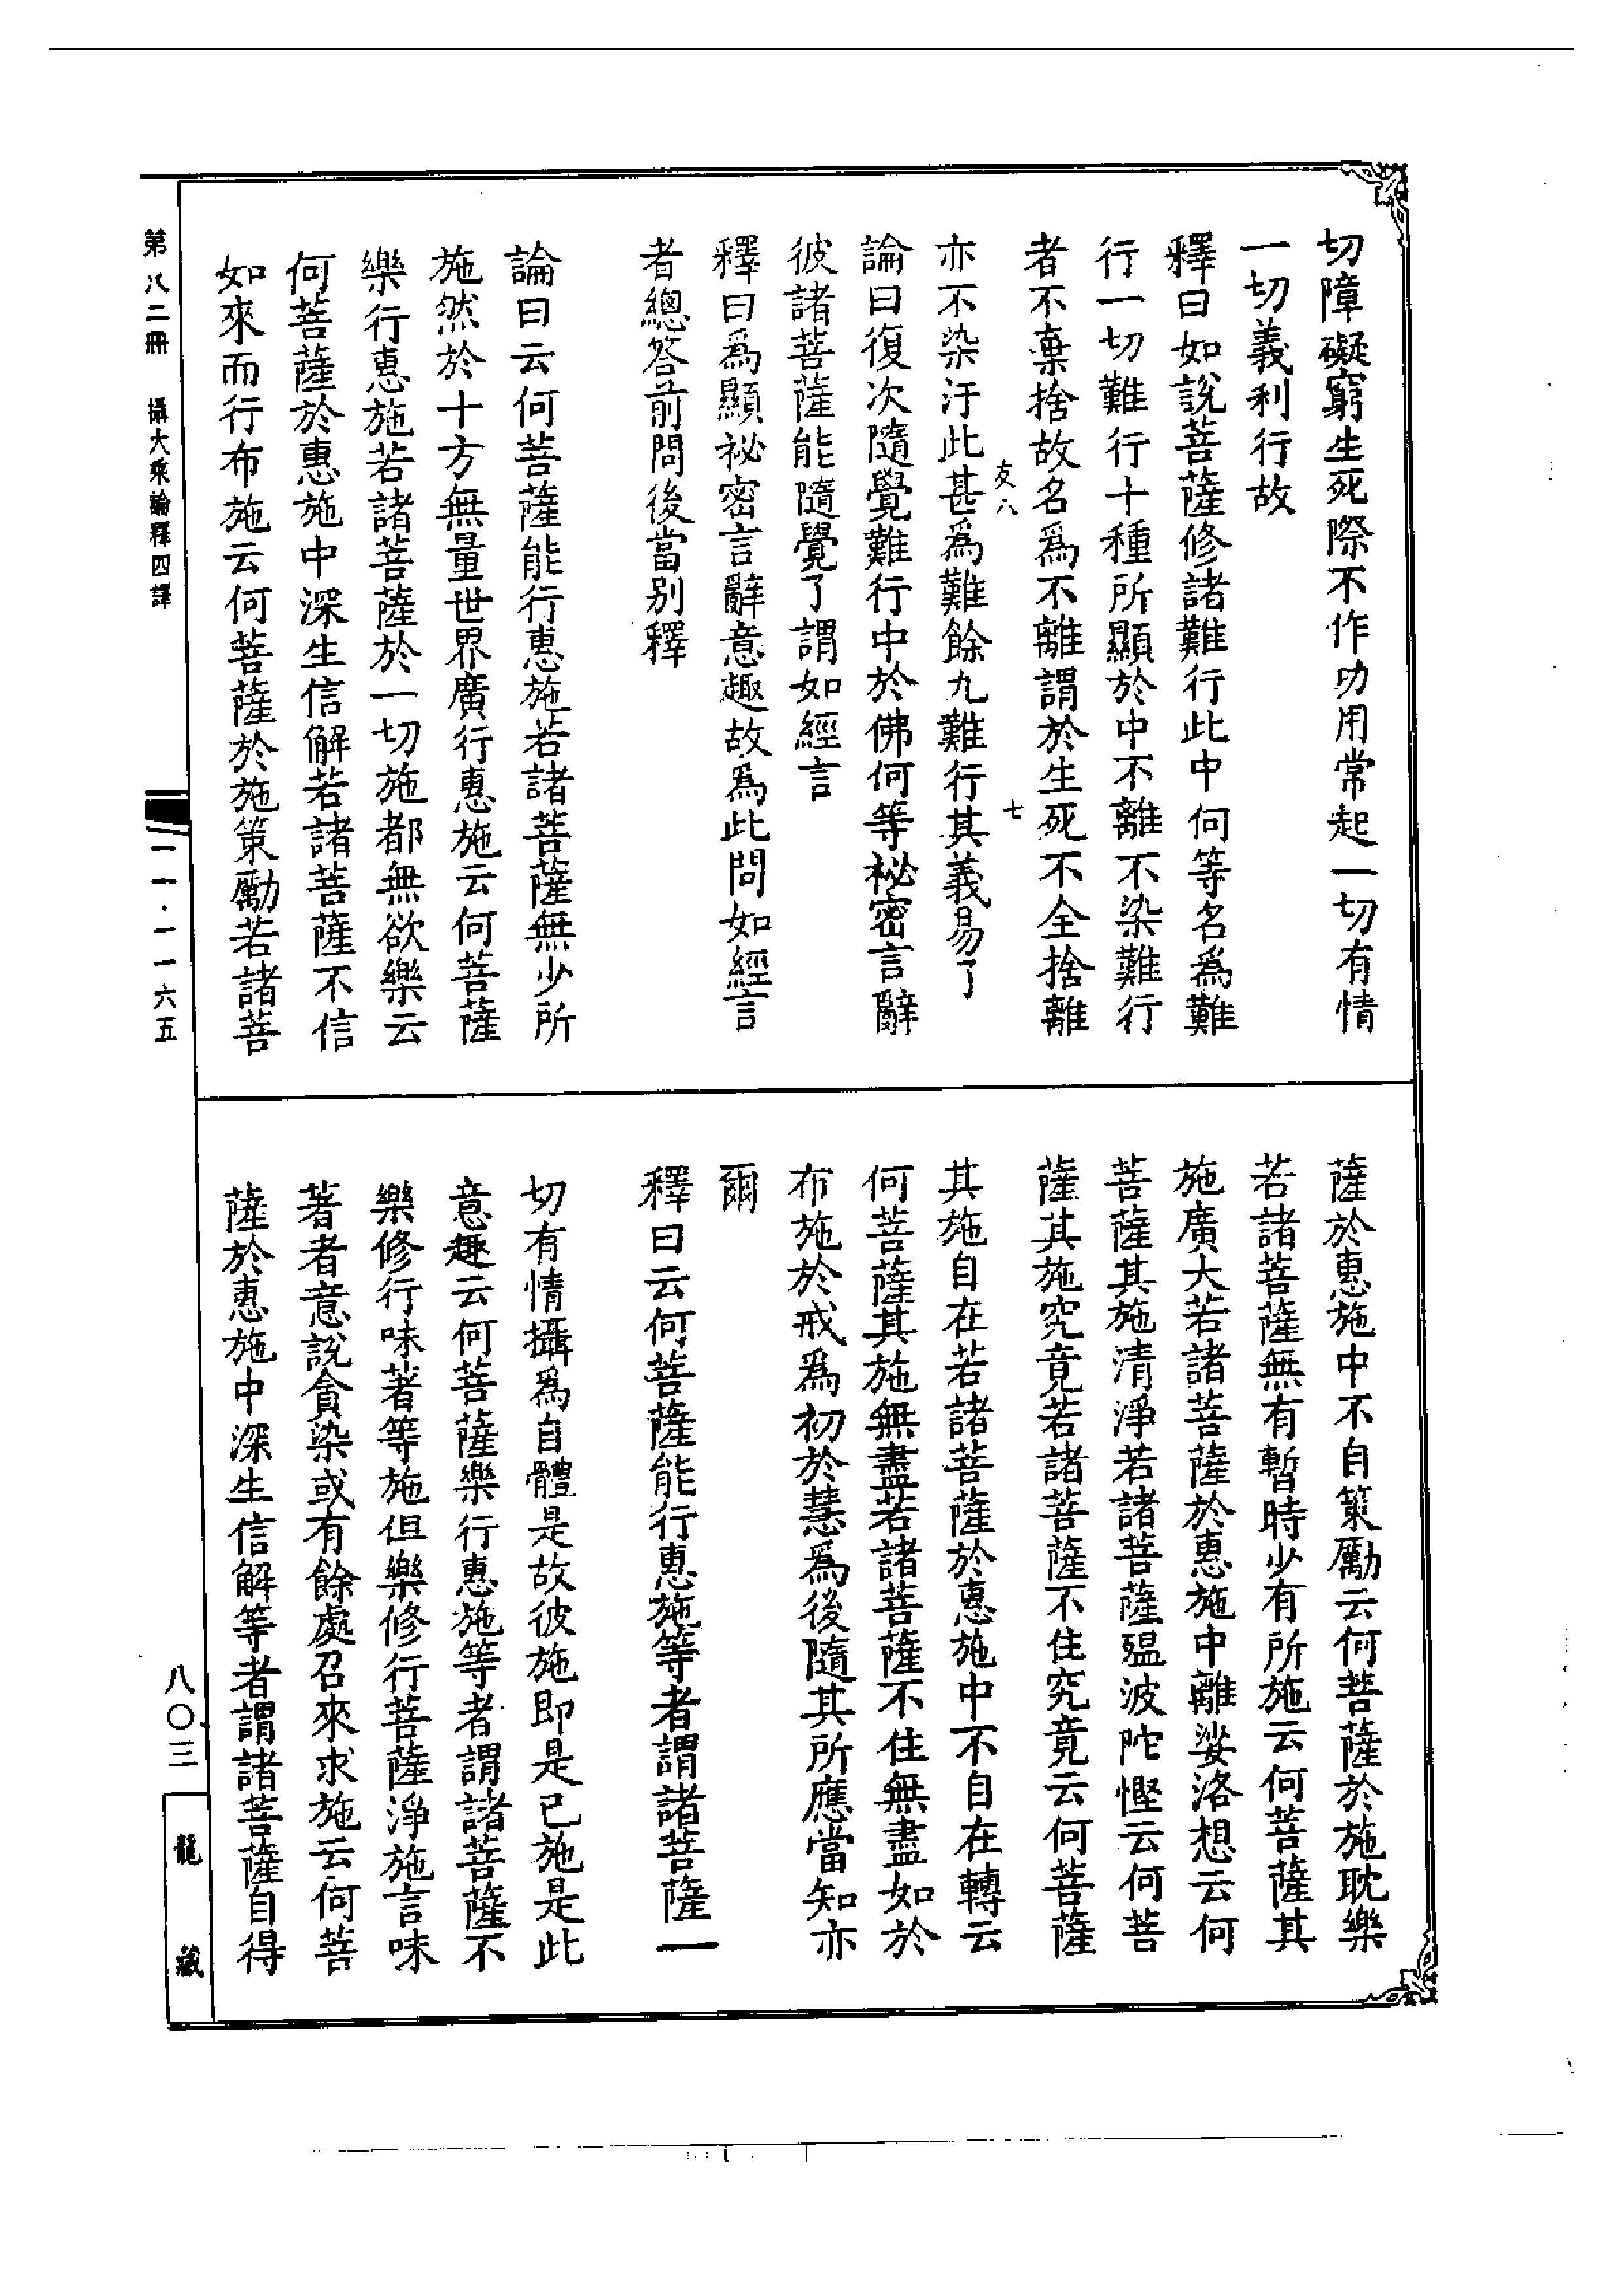 切障礙窮生死際不作功用常起一切有情
一切義利行故
釋曰如說菩薩修諸難行此中何等名爲難
行一切難行十種所顯於中不離不染難行
者不棄捨故名爲不離謂於生死不全捨離
友八 七
亦不染汙此甚爲難餘九難行其義易了
論曰復次隨覺難行中於佛何等祕密言辭
彼諸菩薩能隨覺了謂如經言
釋曰爲顯祕密言辭意趣故爲此問如經言
者總答前問後當別釋
論曰云何菩薩能行惠施若諸菩薩無少所
施然於十方無量世界廣行惠施云何菩薩
樂行惠施若諸菩薩於一切施都無欲樂云
何菩薩於惠施中深生信解若諸菩薩不信
如來而行布施云何菩薩於施策勵若諸菩
薩於惠施中不自策勵云何菩薩於施耽樂
若諸菩薩無有暫時少有所施云何菩薩其
施廣大若諸菩薩於惠施中離娑洛想云何
菩薩其施清淨若諸菩薩殟波陀慳云何菩
薩其施究竟若諸菩薩不住究竟云何菩薩
其施自在若諸菩薩於惠施中不自在轉云
何菩薩其施無盡若諸菩薩不住無盡如於
布施於戒爲初於慧爲後隨其所應當知亦
爾
釋曰云何菩薩能行惠施等者謂諸菩薩一
切有情攝爲自體是故彼施即是己施是此
意趣云何菩薩樂行惠施等者謂諸菩薩不
樂修行味著等施但樂修行菩薩淨施言味
著者意說貪染或有餘處召來求施云何菩
薩於惠施中深生信解等者謂諸菩薩自得
第八二冊 攝大乘論釋四譯
一一·一一六五
八〇三
龍藏